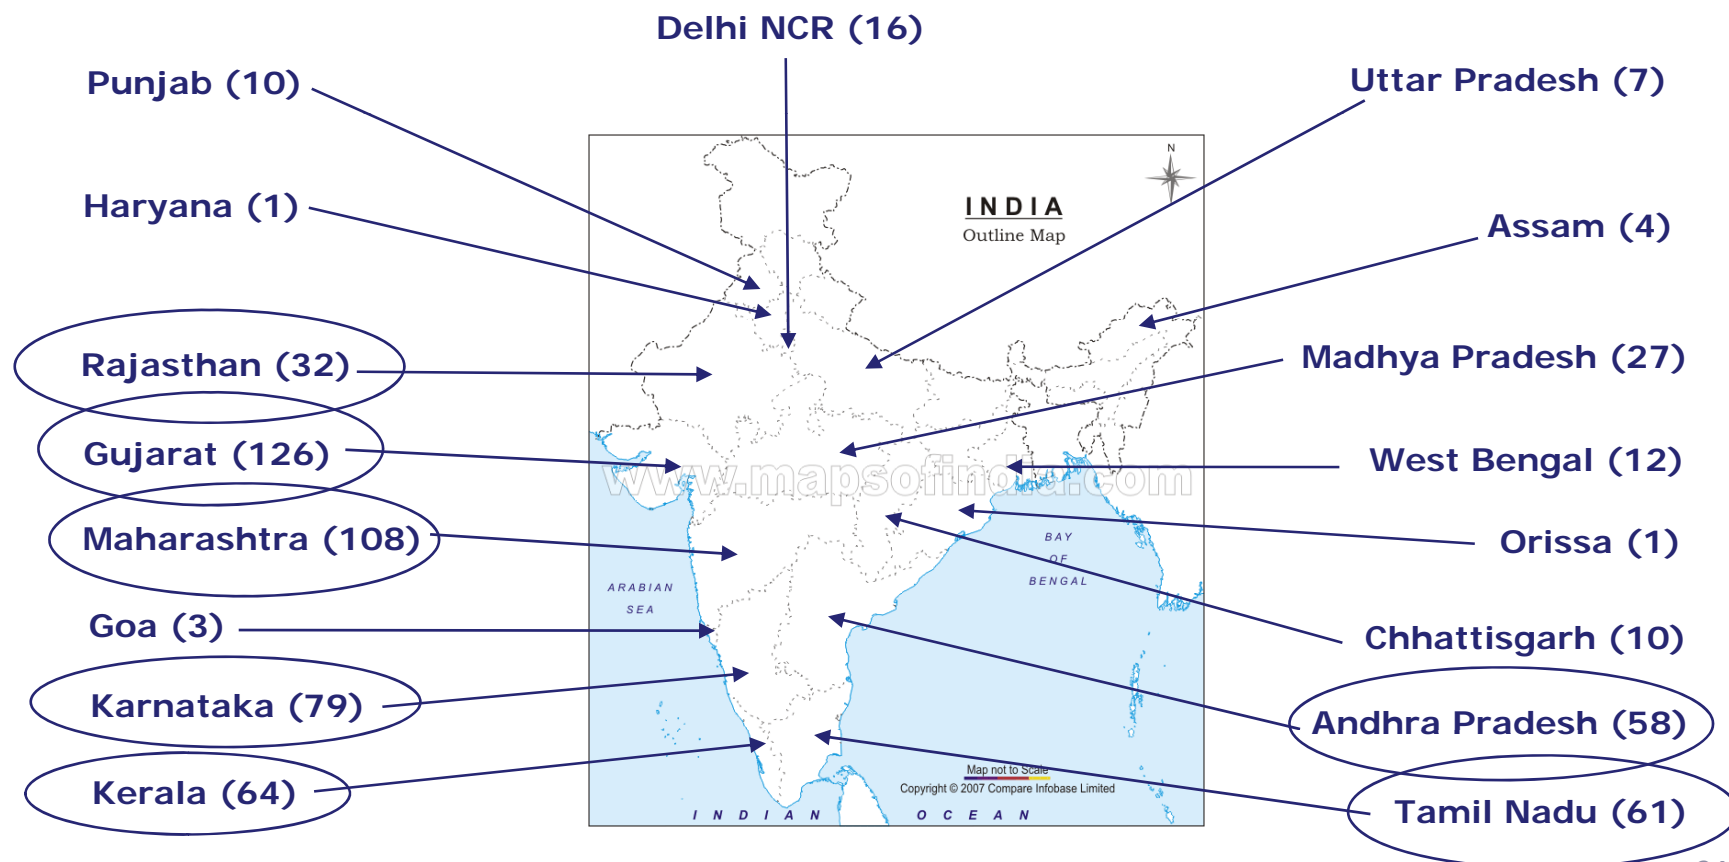 Delhi NCR (16)
Punjab (10)
Uttar Pradesh (7)
Haryana (1)
N
INDIA
Outline Map
Assam (4)
Rajasthan (32)
Madhya Pradesh (27)
Gujarat (126)
West Bengal (12)
www.mapsofindia.com
Maharashtra (108)
Orissa (1)
BAY
OF
BENGAL
ARABIAN
SEA
Goa (3)
Chhattisgarh (10)
Karnataka (79)
Andhra Pradesh (58)
Kerala (64)
Map not to Scale
Copyright © 2007 Compare Infobase Limited
Tamil Nadu (61)
INDIAN OCEAN